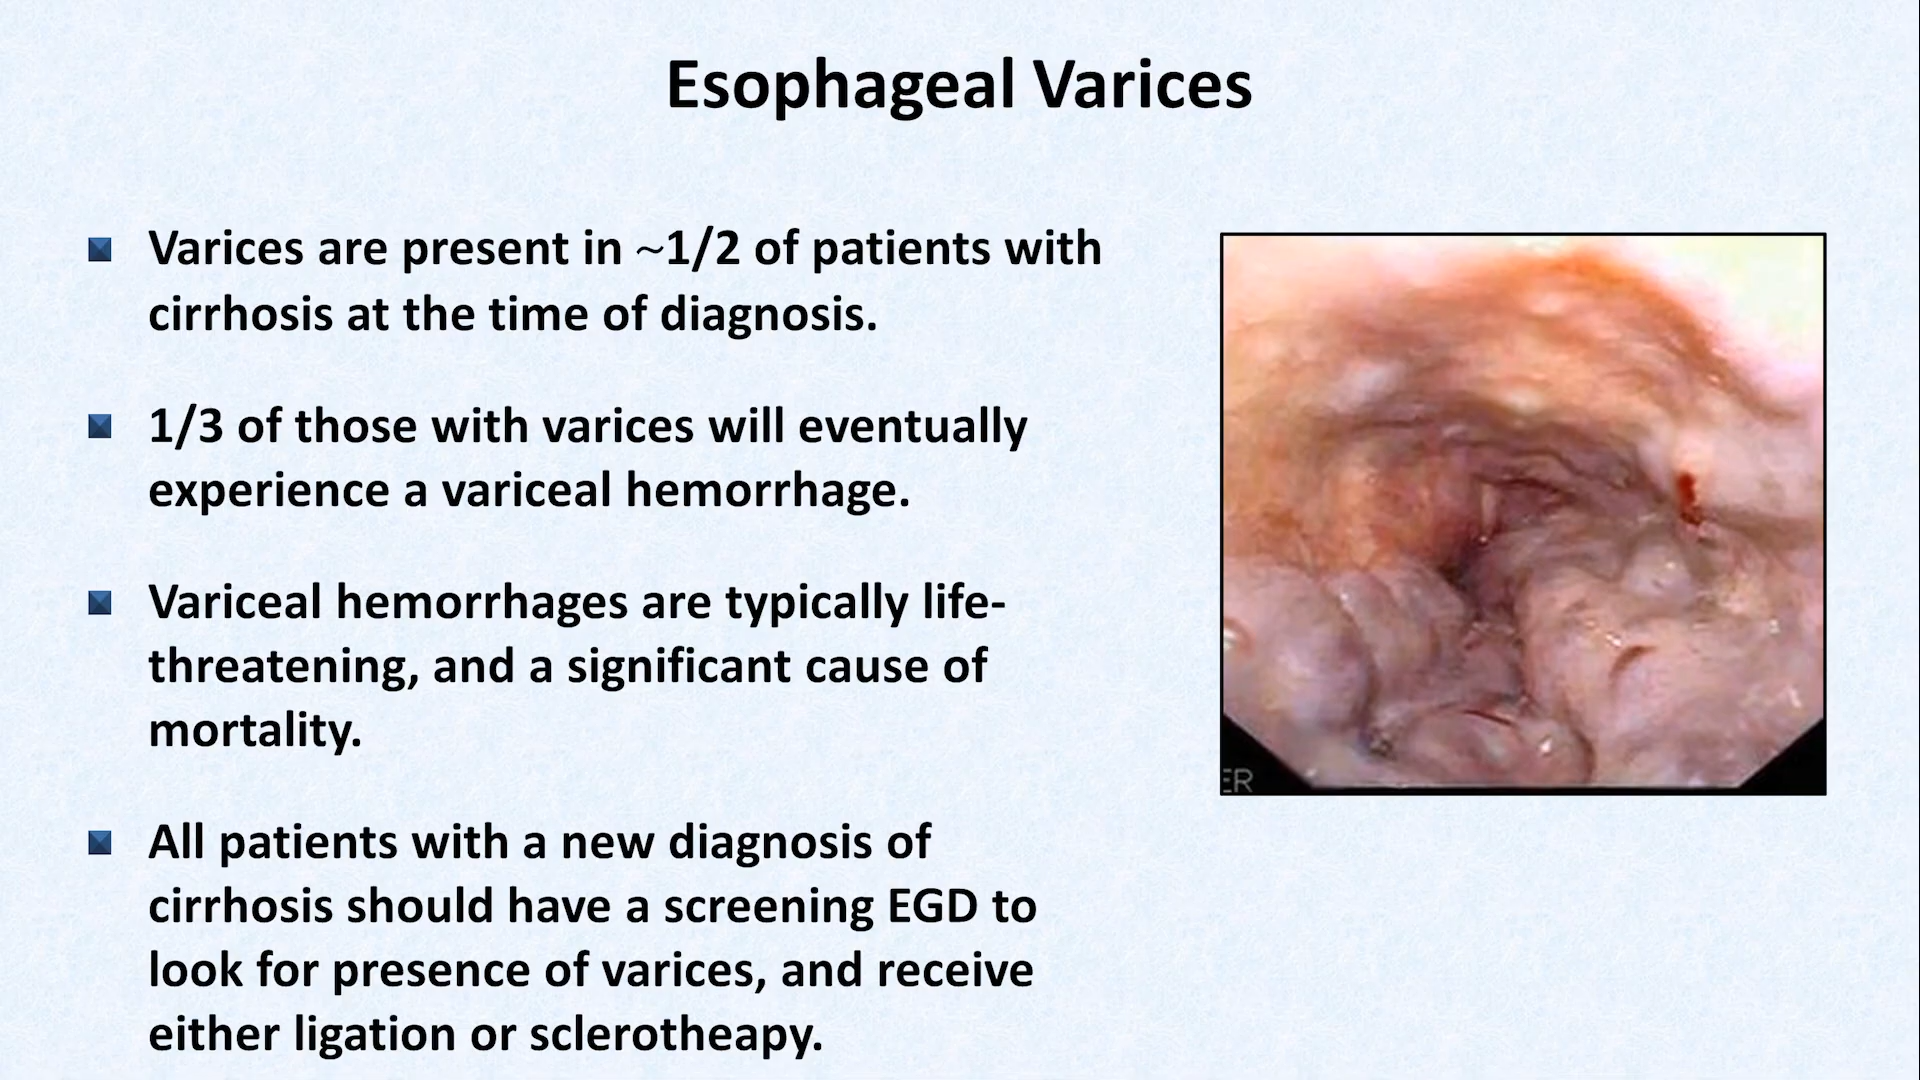 Esophageal Varices
Varices are present in ~1/2 of patients with
cirrhosis at the time of diagnosis.
1/3 of those with varices will eventually
experience a variceal hemorrhage.
Variceal hemorrhages are typically life-
threatening, and a significant cause of
mortality.
All patients with a new diagnosis of
cirrhosis should have a screening EGD to
look for presence of varices, and receive
either ligation or sclerotheapy.
ER